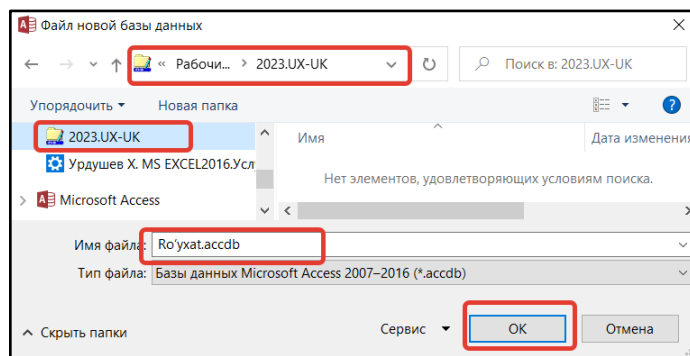 Файл новой базы данных
« Рабочи... > 2023.UX-UK
Поиск в: 2023.UX-UK
Упорядочить Новая папка
2023.UX-UK
Имя Дата изменения
Урдушев X. MS EXCEL2016.Усл
Нет элементов, удовлетворяющих условиям поиска.
Microsoft Access
Имя файла: Ro‘yxat.accdb
Тип файла: Базы данных Microsoft Access 2007–2016 (*.accdb)
Скрыть папки
Сервис OK Отмена